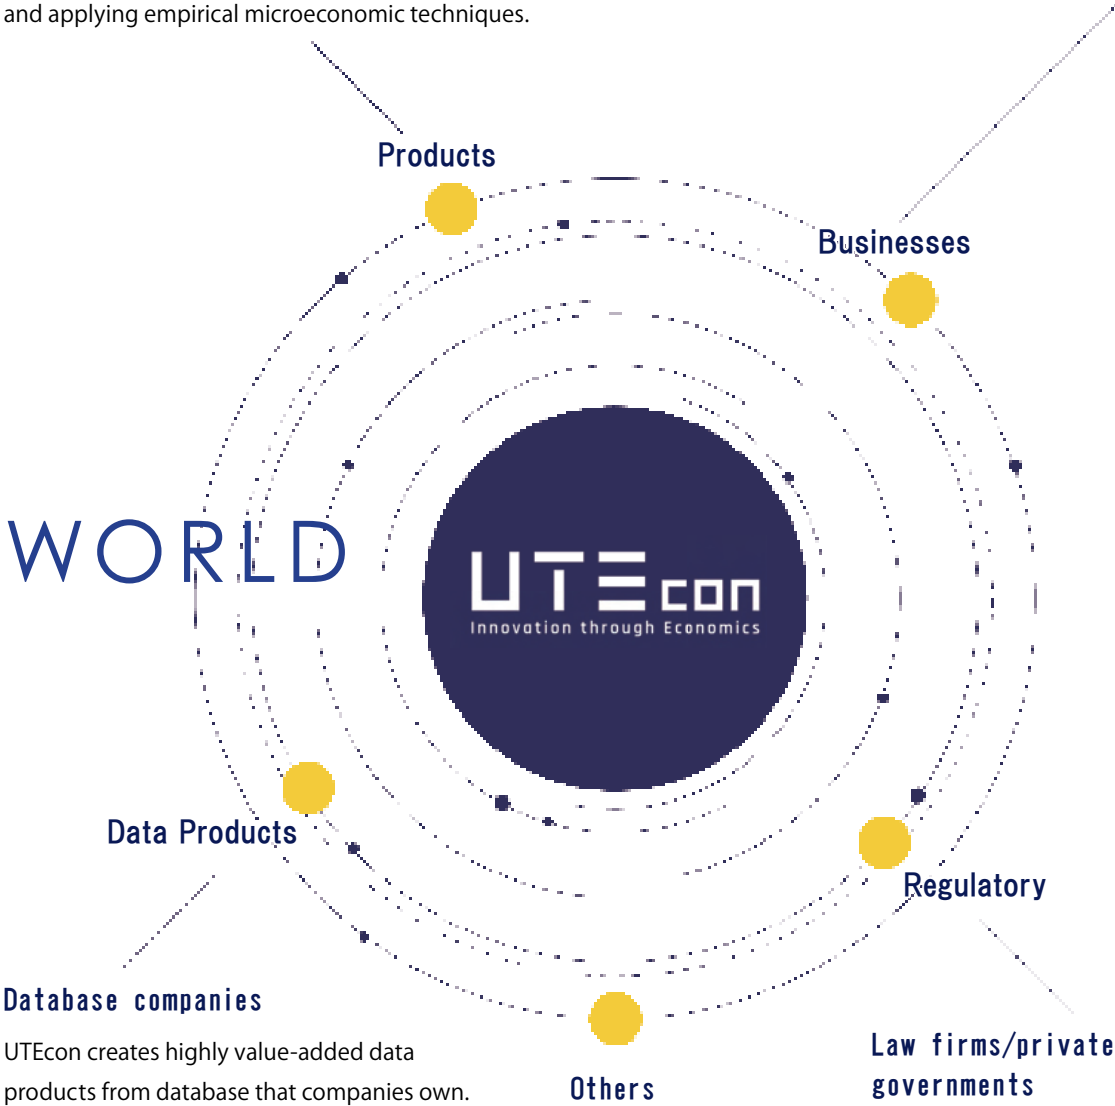 and applying empirical microeconomic techniques.
Products
Businesses
WORLD
UTEcon
Innovation through Economics
Data Products
Regulatory
Database companies
UTEcon creates highly value-added data
products from database that companies own.
Others
Law firms/private
governments